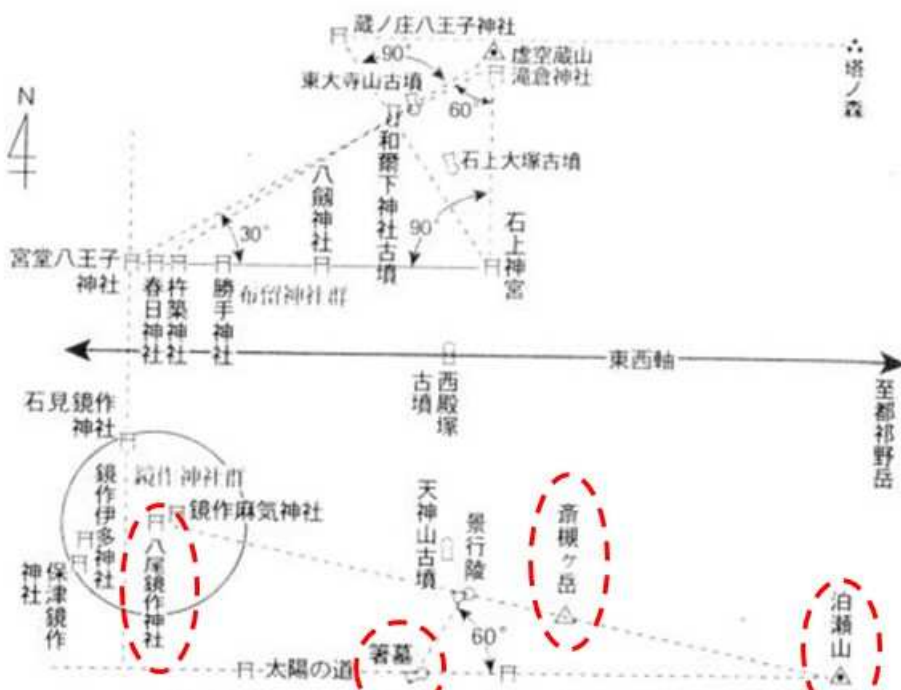 蔵ノ庄八王子神社
90°
虚空蔵山
滝倉神社
東大寺山古墳
60°
塔ノ森
N
和爾下神社古墳
石上大塚古墳
八劔神社
30°
90
石上神宮
宮堂八王子
神社
春日神社
杵築神社
勝手神社
布留神社群
東西軸
西殿塚
古墳
至都祁野岳
石見鏡作
神社
鏡作神社群
鏡作伊多神社
鏡作麻気神社
八尾鏡作神社
保津鏡作
神社
天神山古墳
景行陵
斎槻ヶ岳
泊瀬山
60°
太陽の道
箸墓